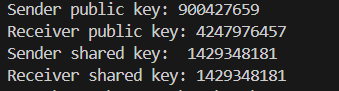 Sender public key: 900427659
Receiver public key: 4247976457
Sender shared key:  1429348181
Receiver shared key: 1429348181